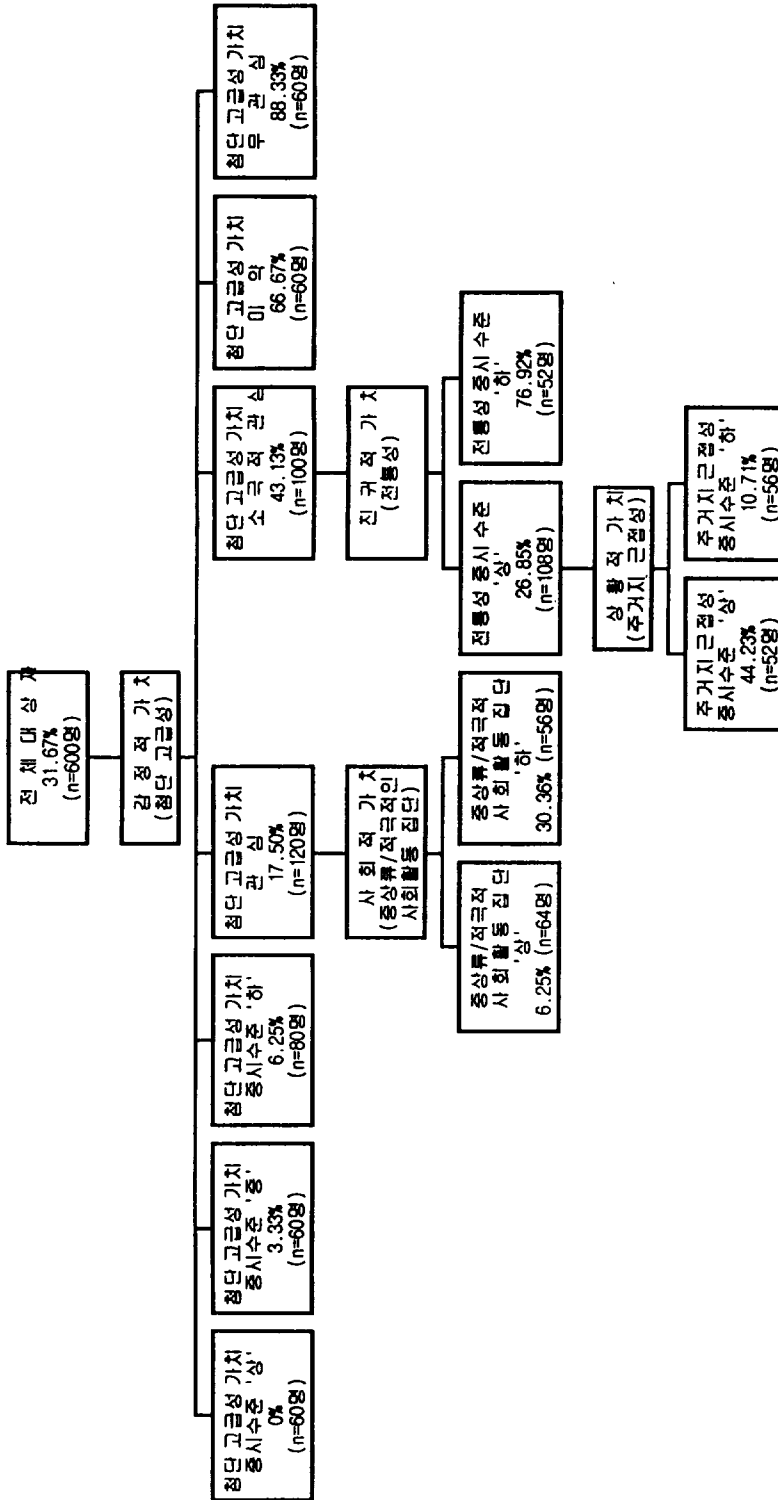 전 체 대 상 자
31.67%
(n=600명)
감 정 적 가 치
(첨단 고급성)
첨단 고급성 가치
중시수준 '상'
0%
(n=60명)
첨단 고급성 가치
중시수준 '중'
3.33%
(n=60명)
첨단 고급성 가치
중시수준 '하'
6.25%
(n=80명)
첨단 고급성 가치
관 심
17.50%
(n=120명)
첨단 고급성 가치
소 극 적 관 심
43.13%
(n=100명)
첨단 고급성 가치
미 약
66.67%
(n=60명)
첨단 고급성 가치
무 관 심
88.33%
(n=60명)
사 회 적 가 치
(중상류/적극적인
사회활동 집단)
진 귀 적 가 치
(전통성)
중상류/적극적
사 회 활 동 집 단
'상'
6.25% (n=64명)
중상류/적극적
사 회 활 동 집 단
'하'
30.36% (n=56명)
전통성 중시 수준
'상'
26.85%
(n=108명)
전통성 중시 수준
'하'
76.92%
(n=52명)
상 황 적 가 치
(주거지 근접성)
주거지 근접성
중시수준 '상'
44.23%
(n=52명)
주거지 근접성
중시수준 '하'
10.71%
(n=56명)